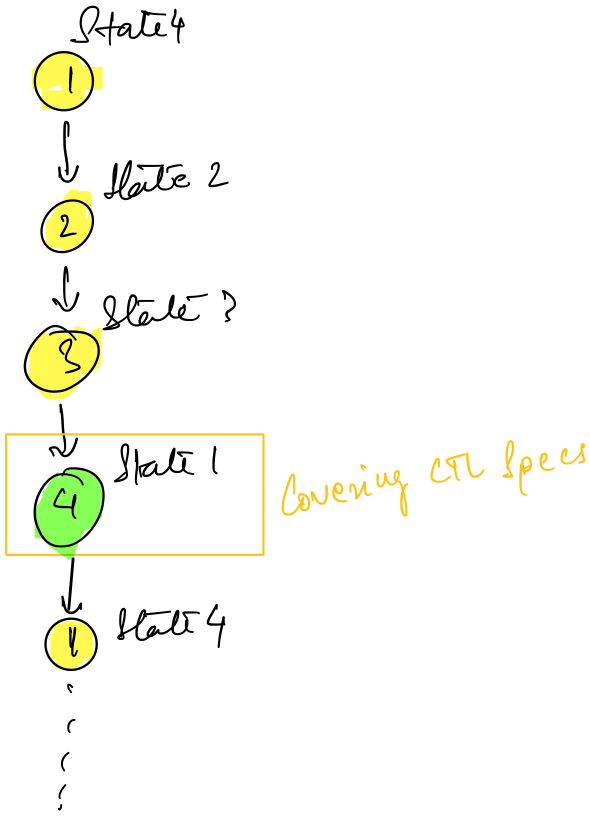 State 4
1
State 2
2
State 3
3
State 1
4
Covering CTL Specs
State 4
1